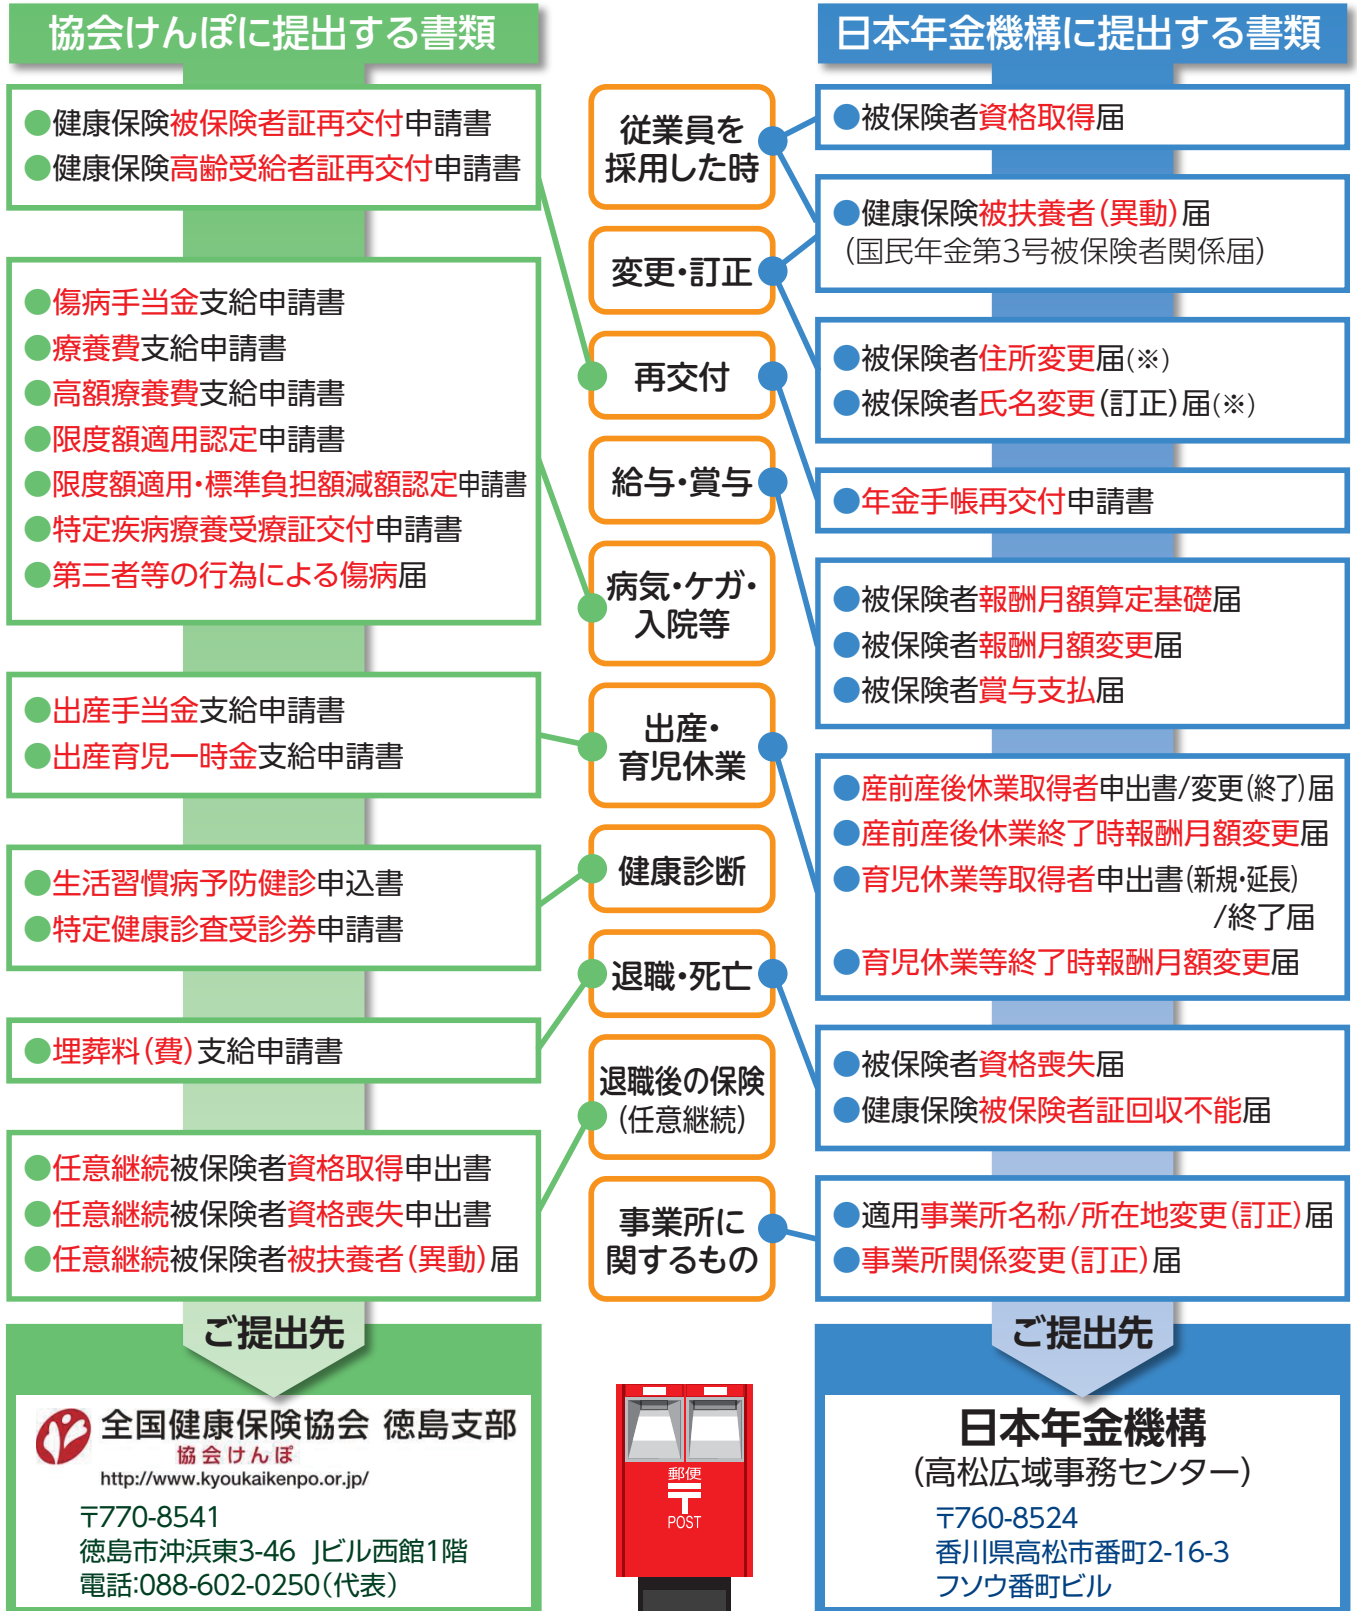 協会けんぽに提出する書類
●健康保険被保険者証再交付申請書
●健康保険高齢受給者証再交付申請書
●傷病手当金支給申請書
●療養費支給申請書
●高額療養費支給申請書
●限度額適用認定申請書
●限度額適用・標準負担額減額認定申請書
●特定疾病療養受療証交付申請書
●第三者等の行為による傷病届
●出産手当金支給申請書
●出産育児一時金支給申請書
●生活習慣病予防健診申込書
●特定健康診査受診券申請書
●埋葬料(費)支給申請書
●任意継続被保険者資格取得申出書
●任意継続被保険者資格喪失申出書
●任意継続被保険者被扶養者(異動)届
ご提出先
全国健康保険協会 徳島支部
協会けんぽ
http://www.kyoukaikenpo.or.jp/
〒770-8541
徳島市沖浜東3-46 Jビル西館1階
電話:088-602-0250(代表)
従業員を
採用した時
変更・訂正
再交付
給与・賞与
病気・ケガ・
入院等
出産・
育児休業
健康診断
退職・死亡
退職後の保険
(任意継続)
事業所に
関するもの
郵便
〒
POST
日本年金機構に提出する書類
●被保険者資格取得届
●健康保険被扶養者(異動)届
(国民年金第3号被保険者関係届)
●被保険者住所変更届(※)
●被保険者氏名変更(訂正)届(※)
●年金手帳再交付申請書
●被保険者報酬月額算定基礎届
●被保険者報酬月額変更届
●被保険者賞与支払届
●産前産後休業取得者申出書/変更(終了)届
●産前産後休業終了時報酬月額変更届
●育児休業等取得者申出書(新規・延長)
/終了届
●育児休業等終了時報酬月額変更届
●被保険者資格喪失届
●健康保険被保険者証回収不能届
●適用事業所名称/所在地変更(訂正)届
●事業所関係変更(訂正)届
ご提出先
日本年金機構
(高松広域事務センター)
〒760-8524
香川県高松市番町2-16-3
フソウ番町ビル